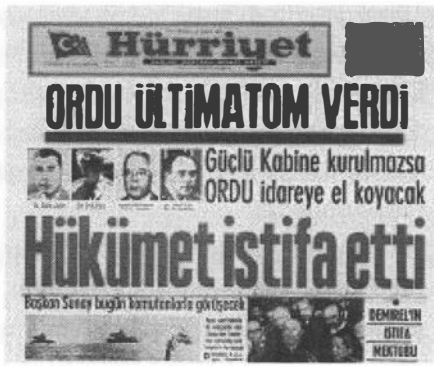 Hürriyet
ORDU ÜLTİMATOM VERDİ
Güçlü Kabine kurulmazsa
ORDU idareye el koyacak
Hükümet istifa etti
Başkan Sunay bugün komutanlarla görüşecek
DEMİREL'İN
İSTİFA
MEKTUBU